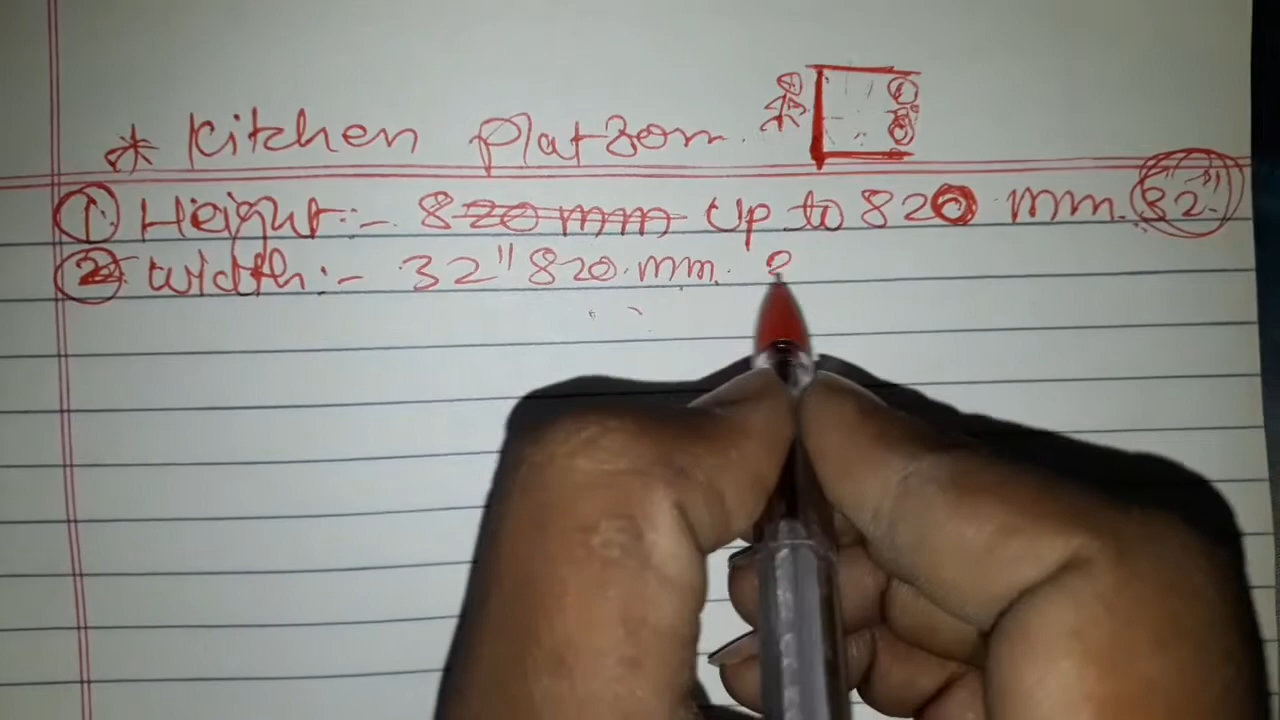 * Kitchen Platform.
① Height:- 820 mm Up to 820 mm. 32"
② Width:- 32" 820 mm. ?